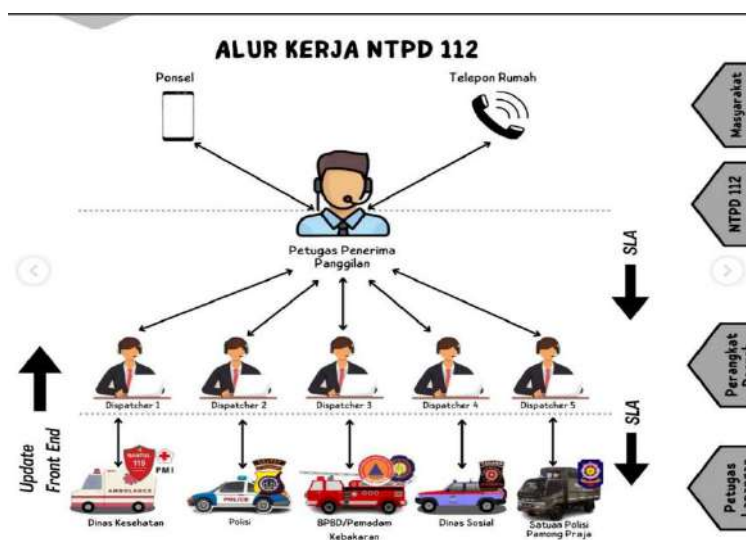 ALUR KERJA NTPD 112
Ponsel
Telepon Rumah
Masyarakat
NTPD 112
Petugas Penerima
Panggilan
SLA
Dispatcher 1
Dispatcher 2
Dispatcher 3
Dispatcher 4
Dispatcher 5
Perangkat
Update
Front End
SLA
119
PMI
AMBULANCE
POLICE
Dinas Kesehatan
Polisi
BPBD/Pemadam
Kebakaran
Dinas Sosial
Satuan Polisi
Pamong Praja
Petugas